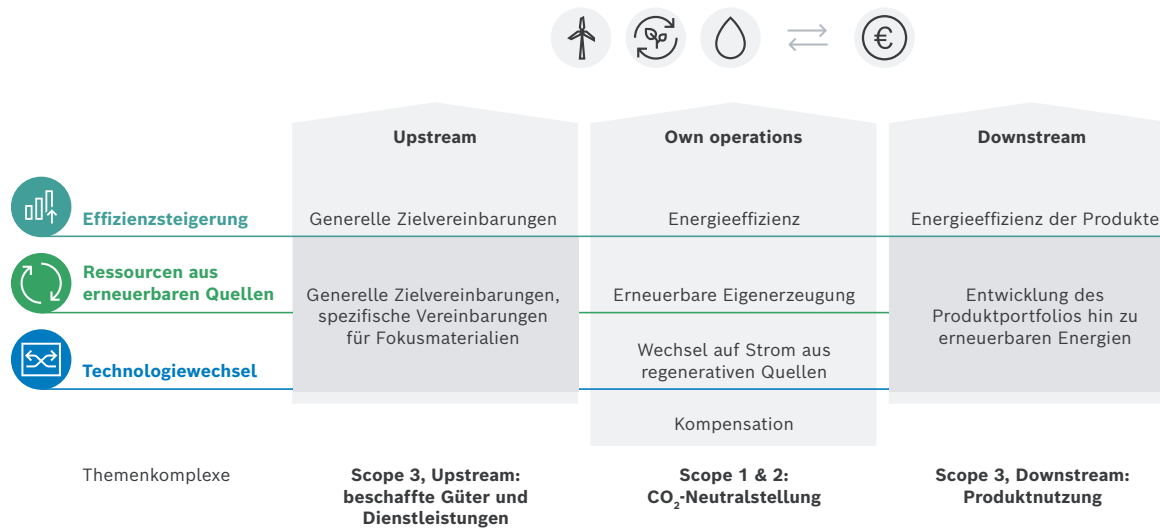 €
Upstream
Own operations
Downstream
Effizienzsteigerung
Generelle Zielvereinbarungen
Energieeffizienz
Energieeffizienz der Produkte
Ressourcen aus
erneuerbaren Quellen
Generelle Zielvereinbarungen,
spezifische Vereinbarungen
für Fokusmaterialien
Erneuerbare Eigenerzeugung
Entwicklung des
Produktportfolios hin zu
erneuerbaren Energien
Technologiewechsel
Wechsel auf Strom aus
regenerativen Quellen
Kompensation
Themenkomplexe
Scope 3, Upstream:
beschaffte Güter und
Dienstleistungen
Scope 1 & 2:
CO₂-Neutralstellung
Scope 3, Downstream:
Produktnutzung